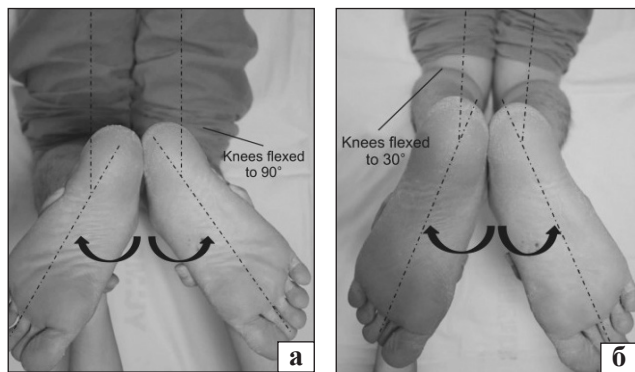 Knees flexed
to 90°
а
Knees flexed
to 30°
б